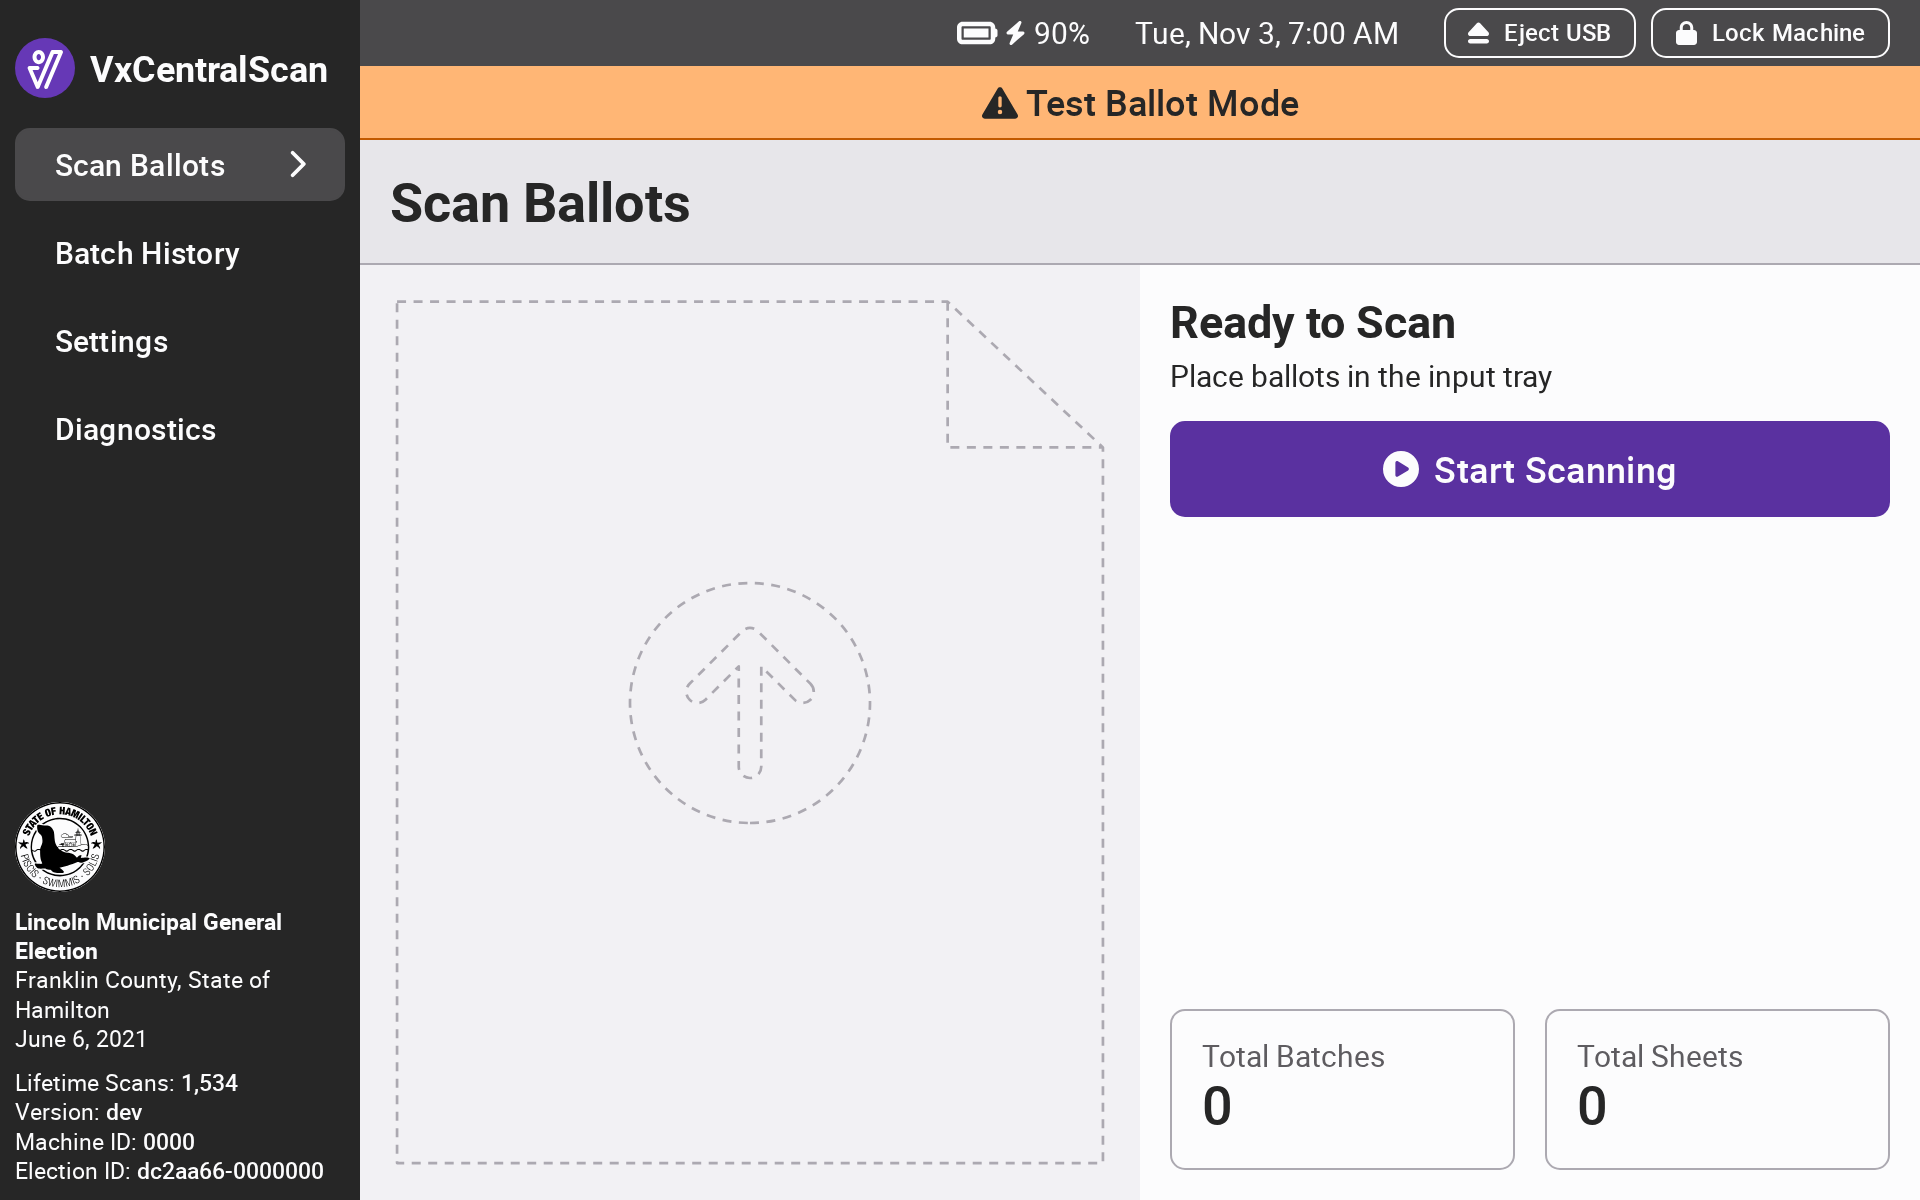 VxCentralScan
Scan Ballots
Batch History
Settings
Diagnostics
STATE OF HAMILTON
PISCIS - SWIMMIS - SOLIS
Lincoln Municipal General
Election
Franklin County, State of
Hamilton
June 6, 2021
Lifetime Scans: 1,534
Version: dev
Machine ID: 0000
Election ID: dc2aa66-0000000
90%
Tue, Nov 3, 7:00 AM
Eject USB
Lock Machine
Test Ballot Mode
Scan Ballots
Ready to Scan
Place ballots in the input tray
Start Scanning
Total Batches
0
Total Sheets
0